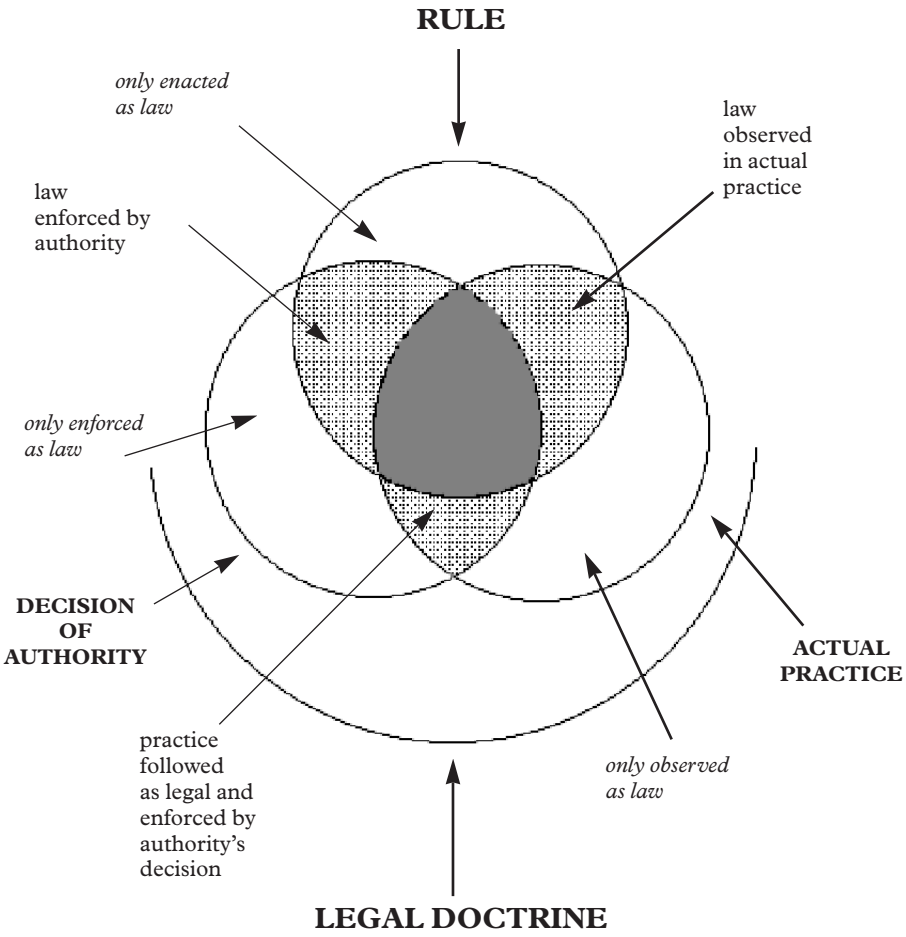 RULE
only enacted
as law
law
observed
in actual
practice
law
enforced by
authority
only enforced
as law
DECISION
OF
AUTHORITY
ACTUAL
PRACTICE
practice
followed
as legal and
enforced by
authority's
decision
only observed
as law
LEGAL DOCTRINE